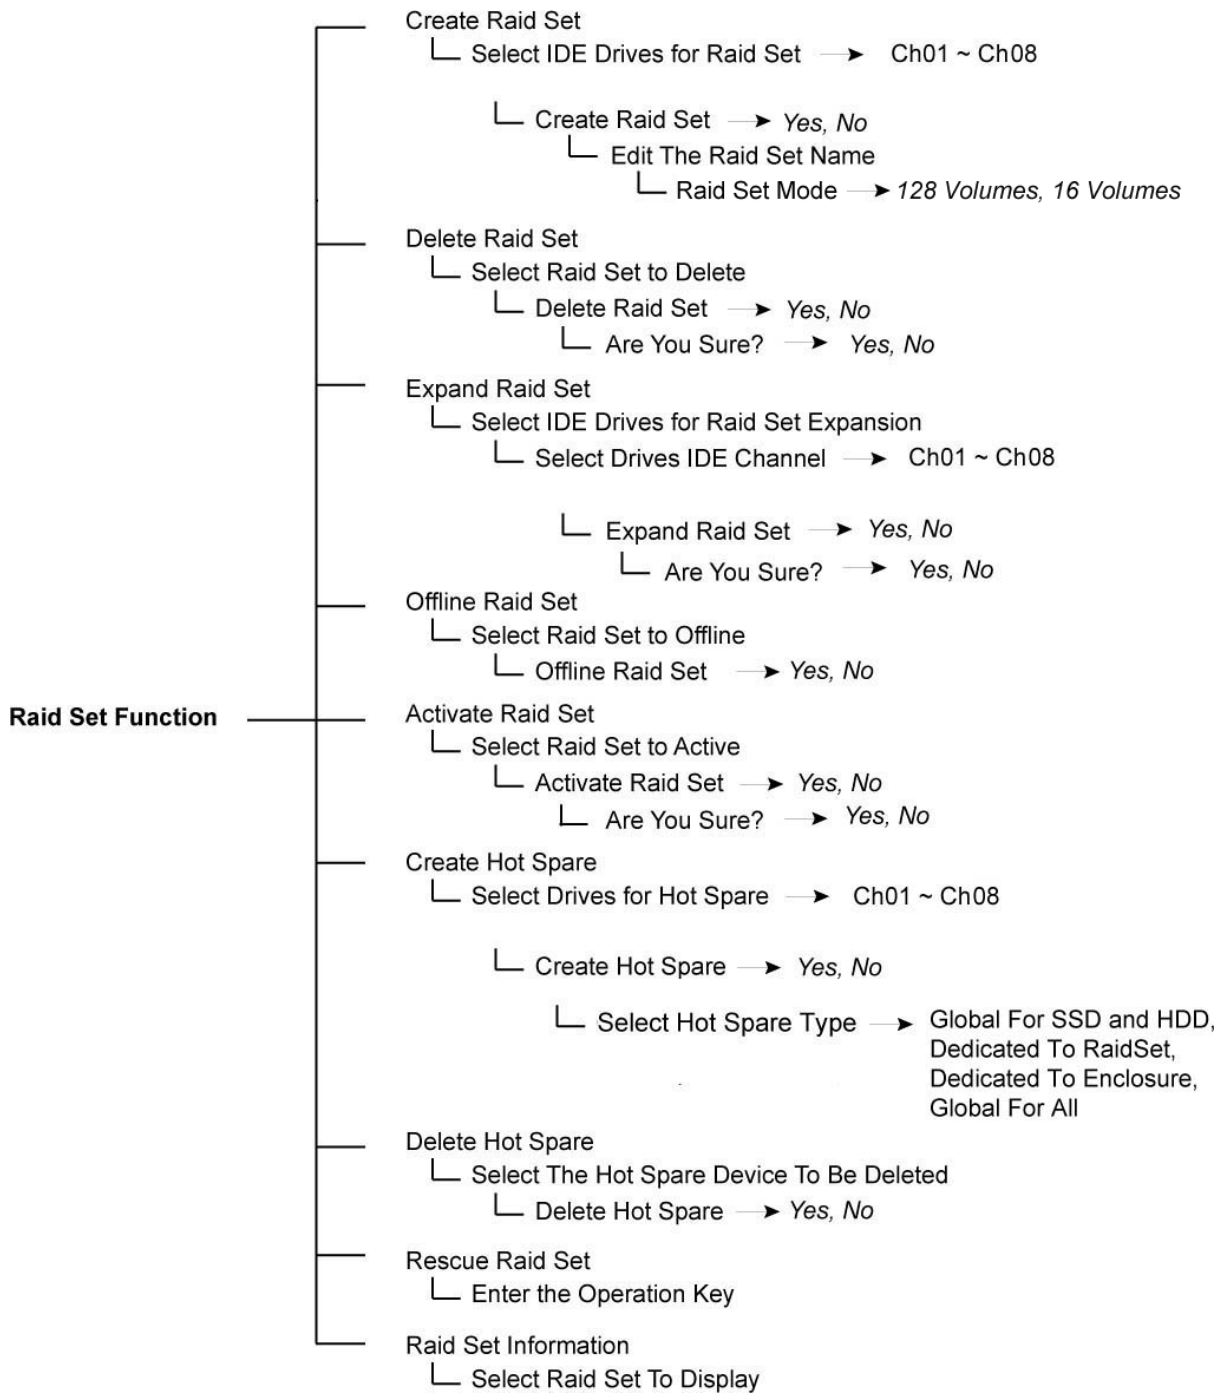 Create Raid Set
Select IDE Drives for Raid Set Ch01 ~ Ch08
Create Raid Set Yes, No
Edit The Raid Set Name
Raid Set Mode 128 Volumes, 16 Volumes
Delete Raid Set
Select Raid Set to Delete
Delete Raid Set Yes, No
Are You Sure? Yes, No
Expand Raid Set
Select IDE Drives for Raid Set Expansion
Select Drives IDE Channel Ch01 ~ Ch08
Expand Raid Set Yes, No
Are You Sure? Yes, No
Offline Raid Set
Select Raid Set to Offline
Offline Raid Set Yes, No
Raid Set Function
Activate Raid Set
Select Raid Set to Active
Activate Raid Set Yes, No
Are You Sure? Yes, No
Create Hot Spare
Select Drives for Hot Spare Ch01 ~ Ch08
Create Hot Spare Yes, No
Select Hot Spare Type Global For SSD and HDD,
Dedicated To RaidSet,
Dedicated To Enclosure,
Global For All
Delete Hot Spare
Select The Hot Spare Device To Be Deleted
Delete Hot Spare Yes, No
Rescue Raid Set
Enter the Operation Key
Raid Set Information
Select Raid Set To Display